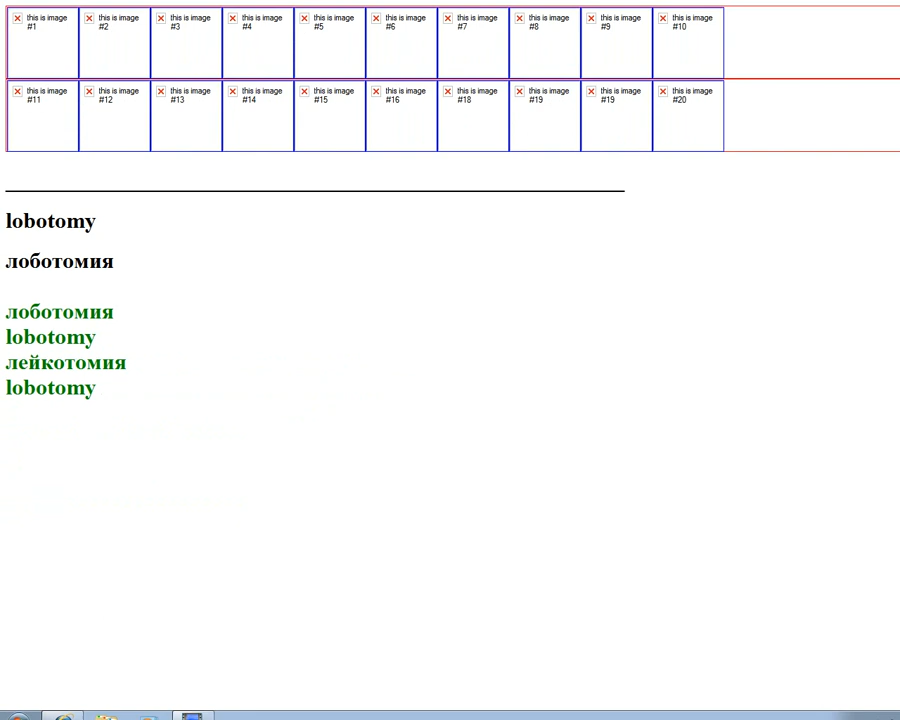 this is image #1 this is image #2 this is image #3 this is image #4 this is image #5 this is image #6 this is image #7 this is image #8 this is image #9 this is image #10
this is image #11 this is image #12 this is image #13 this is image #14 this is image #15 this is image #16 this is image #18 this is image #19 this is image #19 this is image #20
lobotomy
лоботомия
лоботомия
lobotomy
лейкотомия
lobotomy